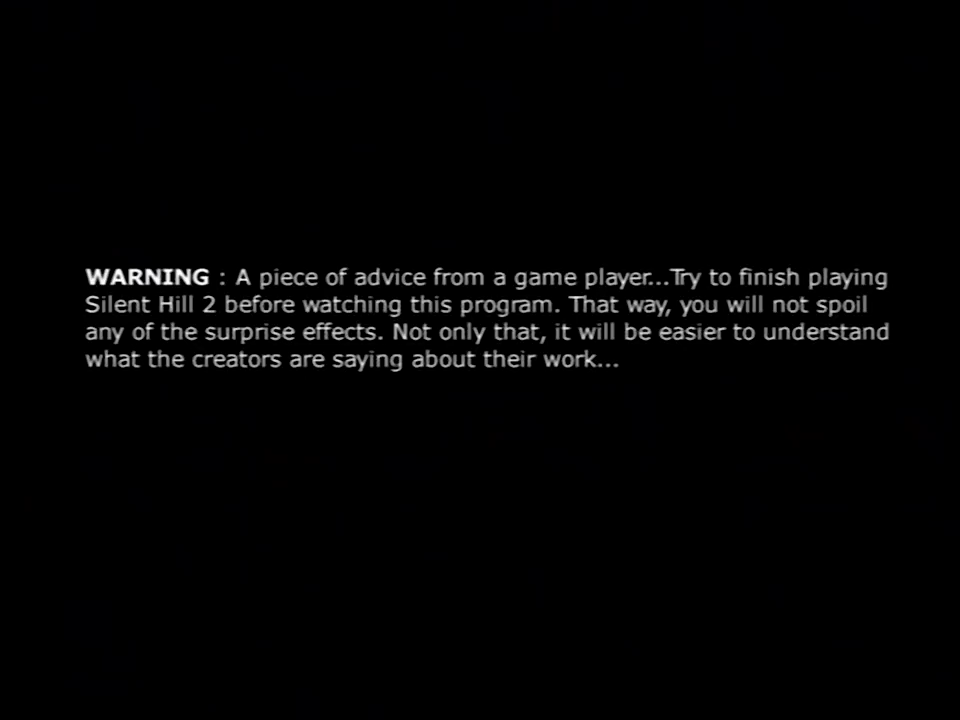 WARNING : A piece of advice from a game player...Try to finish playing
Silent Hill 2 before watching this program. That way, you will not spoil
any of the surprise effects. Not only that, it will be easier to understand
what the creators are saying about their work...